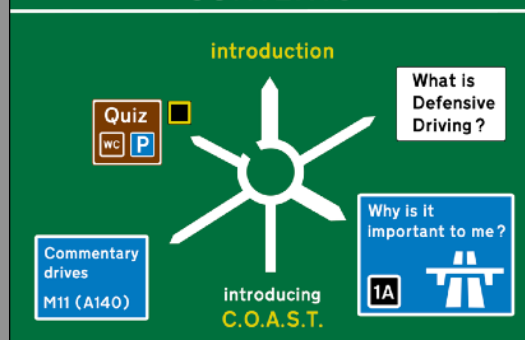 introduction
What is
Defensive
Driving ?
Quiz
WC P
Why is it
important to me ?
1A
Commentary
drives
M11 (A140)
introducing
C.O.A.S.T.